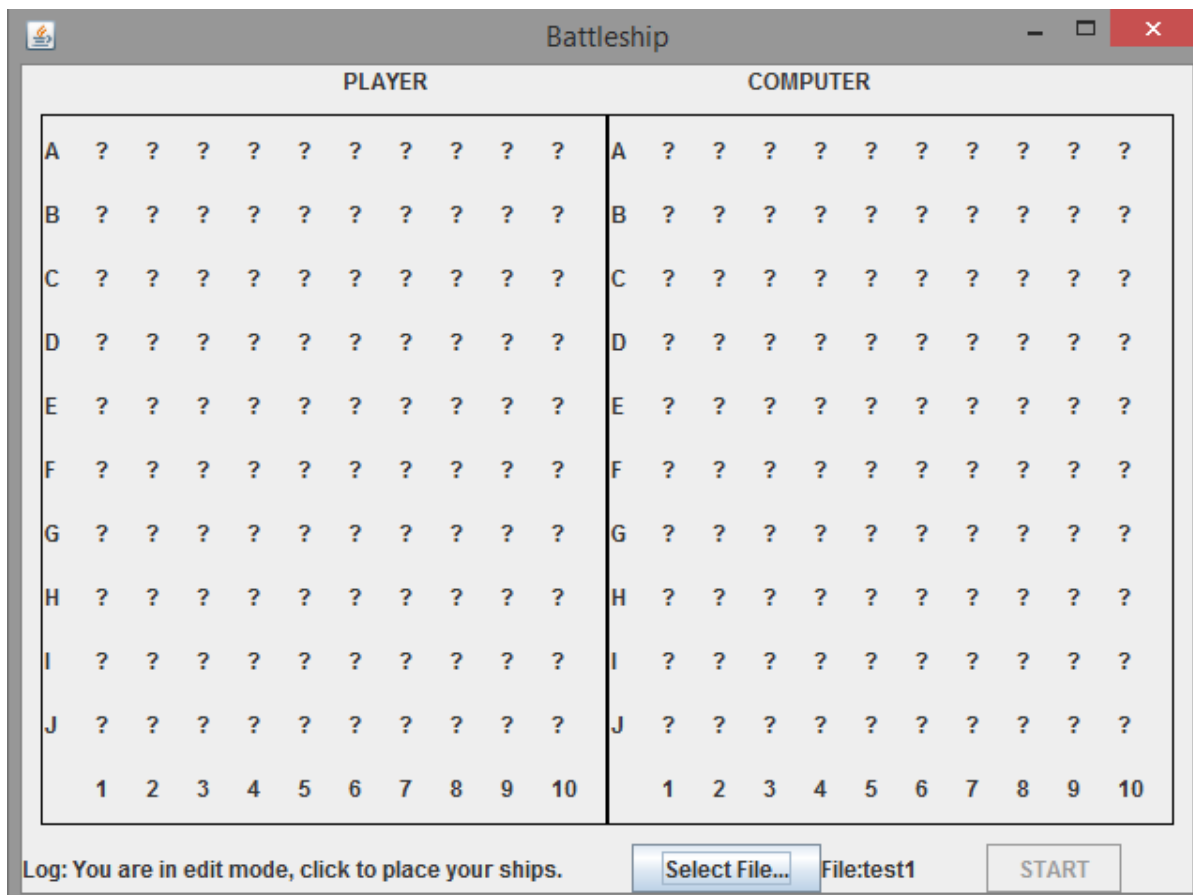 Battleship
PLAYER COMPUTER
A ? ? ? ? ? ? ? ? ? ? A ? ? ? ? ? ? ? ? ? ?
B ? ? ? ? ? ? ? ? ? ? B ? ? ? ? ? ? ? ? ? ?
C ? ? ? ? ? ? ? ? ? ? C ? ? ? ? ? ? ? ? ? ?
D ? ? ? ? ? ? ? ? ? ? D ? ? ? ? ? ? ? ? ? ?
E ? ? ? ? ? ? ? ? ? ? E ? ? ? ? ? ? ? ? ? ?
F ? ? ? ? ? ? ? ? ? ? F ? ? ? ? ? ? ? ? ? ?
G ? ? ? ? ? ? ? ? ? ? G ? ? ? ? ? ? ? ? ? ?
H ? ? ? ? ? ? ? ? ? ? H ? ? ? ? ? ? ? ? ? ?
I ? ? ? ? ? ? ? ? ? ? I ? ? ? ? ? ? ? ? ? ?
J ? ? ? ? ? ? ? ? ? ? J ? ? ? ? ? ? ? ? ? ?
1 2 3 4 5 6 7 8 9 10 1 2 3 4 5 6 7 8 9 10
Log: You are in edit mode, click to place your ships. Select File... File:test1 START